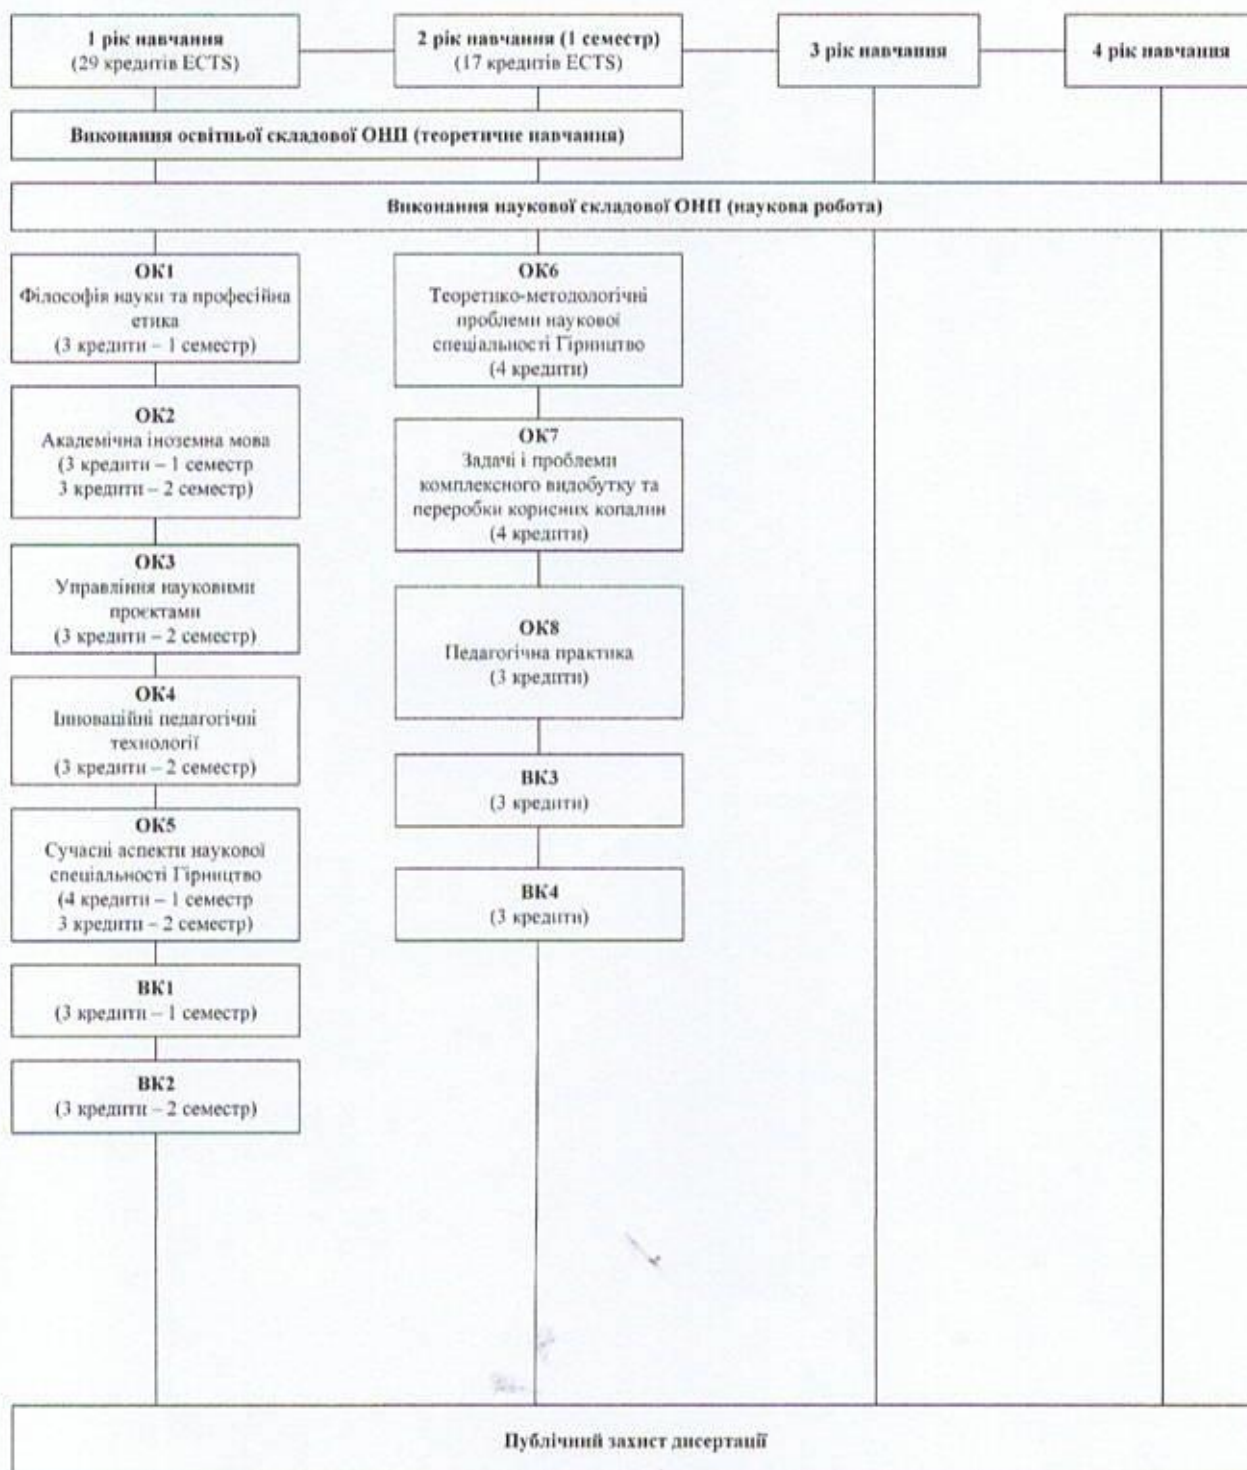 1 рік навчання
(29 кредитів ECTS)
2 рік навчання (1 семестр)
(17 кредитів ECTS)
3 рік навчання
4 рік навчання
Виконання освітньої складової ОНП (теоретичне навчання)
Виконання наукової складової ОНП (наукова робота)
ОК1
Філософія науки та професійна
етика
(3 кредити – 1 семестр)
ОК2
Академічна іноземна мова
(3 кредити – 1 семестр
3 кредити – 2 семестр)
ОК3
Управління науковими
проєктами
(3 кредити – 2 семестр)
ОК4
Інноваційні педагогічні
технології
(3 кредити – 2 семестр)
ОК5
Сучасні аспекти наукової
спеціальності Гірництво
(4 кредити – 1 семестр
3 кредити – 2 семестр)
ВК1
(3 кредити – 1 семестр)
ВК2
(3 кредити – 2 семестр)
ОК6
Теоретико-методологічні
проблеми наукової
спеціальності Гірництво
(4 кредити)
ОК7
Задачі і проблеми
комплексного видобутку та
переробки корисних копалин
(4 кредити)
ОК8
Педагогічна практика
(3 кредити)
ВК3
(3 кредити)
ВК4
(3 кредити)
Публічний захист дисертації